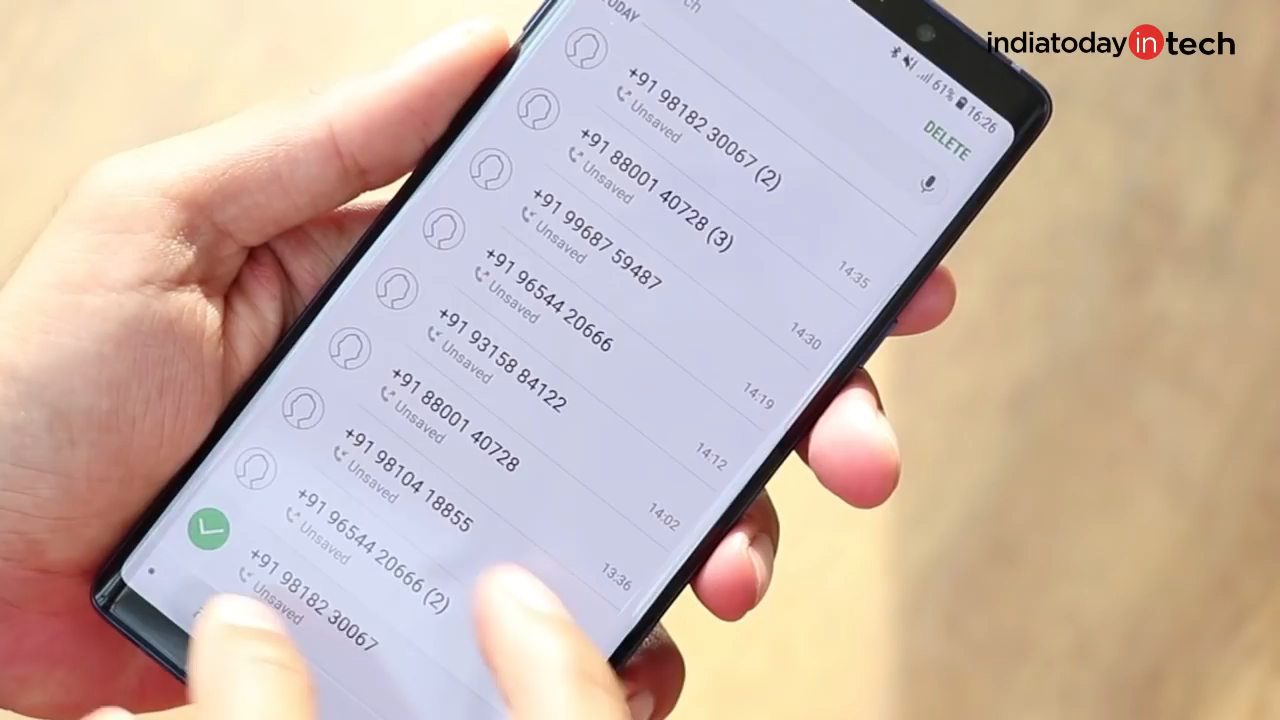 indiatoday in tech
61% 16:26
DELETE
TODAY
+91 98182 30067 (2)
Unsaved
14:35
+91 88001 40728 (3)
Unsaved
14:30
+91 99687 59487
Unsaved
14:19
+91 96544 20666
Unsaved
14:12
+91 93158 84122
Unsaved
14:02
+91 88001 40728
Unsaved
13:36
+91 98104 18855
Unsaved
+91 96544 20666 (2)
Unsaved
+91 98182 30067
Unsaved